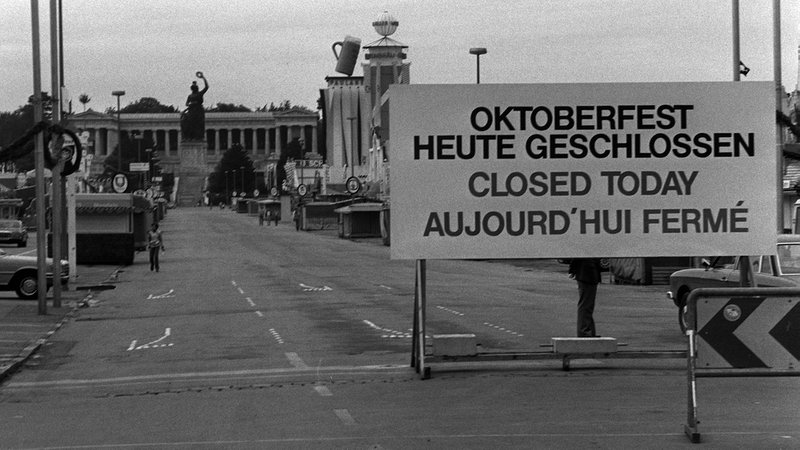 OKTOBERFEST
HEUTE GESCHLOSSEN
CLOSED TODAY
AUJOURD'HUI FERMÉ